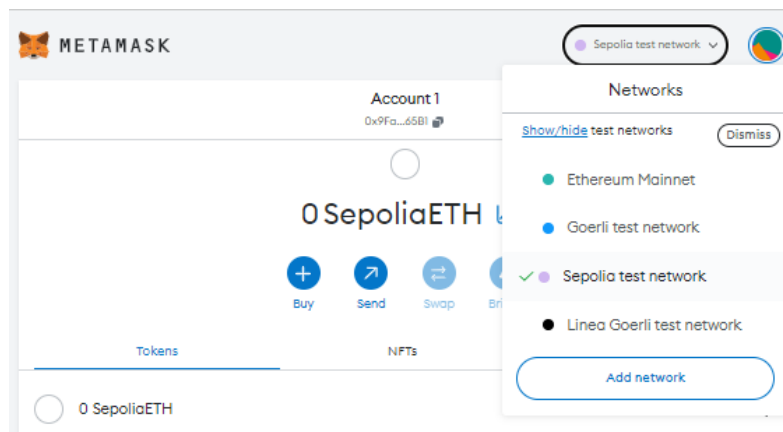 METAMASK
Sepolia test network
Account 1
0x9Fa...65B1
0 SepoliaETH
Buy
Send
Swap
Tokens
NFTs
0 SepoliaETH
Networks
Show/hide test networks
Dismiss
Ethereum Mainnet
Goerli test network
Sepolia test network
Linea Goerli test network
Add network